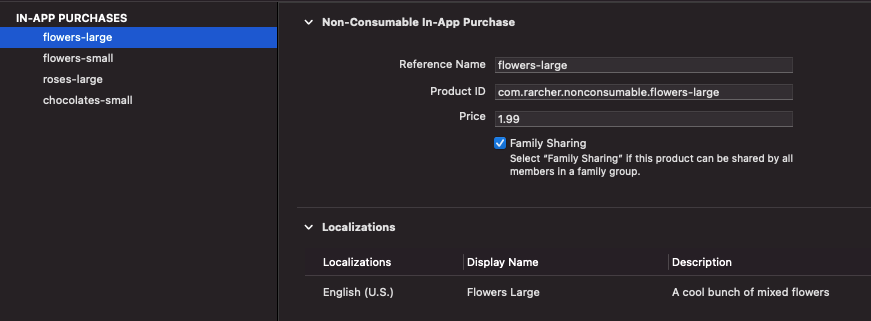 IN-APP PURCHASES
flowers-large
flowers-small
roses-large
chocolates-small
Non-Consumable In-App Purchase
Reference Name flowers-large
Product ID com.rarcher.nonconsumable.flowers-large
Price 1.99
Family Sharing
Select “Family Sharing” if this product can be shared by all
members in a family group.
Localizations
Localizations Display Name Description
English (U.S.) Flowers Large A cool bunch of mixed flowers